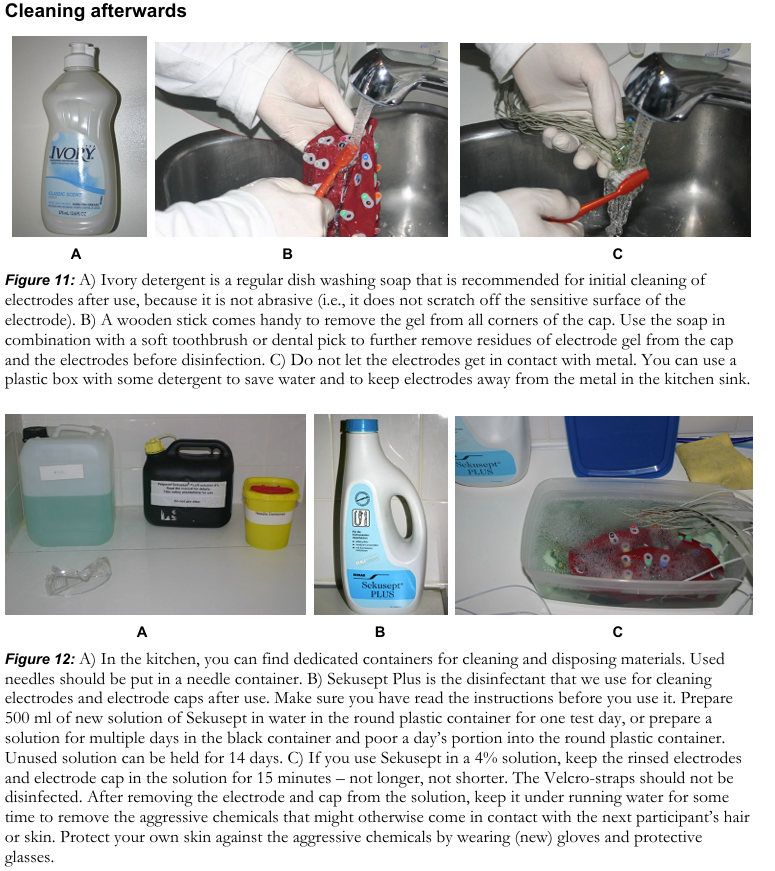 Cleaning afterwards
IVORY
CLASSIC SCENT
A
B
C
Figure 11: A) Ivory detergent is a regular dish washing soap that is recommended for initial cleaning of
electrodes after use, because it is not abrasive (i.e., it does not scratch off the sensitive surface of the
electrode). B) A wooden stick comes handy to remove the gel from all corners of the cap. Use the soap in
combination with a soft toothbrush or dental pick to further remove residues of electrode gel from the cap
and the electrodes before disinfection. C) Do not let the electrodes get in contact with metal. You can use a
plastic box with some detergent to save water and to keep electrodes away from the metal in the kitchen sink.
Sekusept®
PLUS
Sekusept
PLUS
A
B
C
Figure 12: A) In the kitchen, you can find dedicated containers for cleaning and disposing materials. Used
needles should be put in a needle container. B) Sekusept Plus is the disinfectant that we use for cleaning
electrodes and electrode caps after use. Make sure you have read the instructions before you use it. Prepare
500 ml of new solution of Sekusept in water in the round plastic container for one test day, or prepare a
solution for multiple days in the black container and poor a day's portion into the round plastic container.
Unused solution can be held for 14 days. C) If you use Sekusept in a 4% solution, keep the rinsed electrodes
and electrode cap in the solution for 15 minutes – not longer, not shorter. The Velcro-straps should not be
disinfected. After removing the electrode and cap from the solution, keep it under running water for some
time to remove the aggressive chemicals that might otherwise come in contact with the next participant's hair
or skin. Protect your own skin against the aggressive chemicals by wearing (new) gloves and protective
glasses.